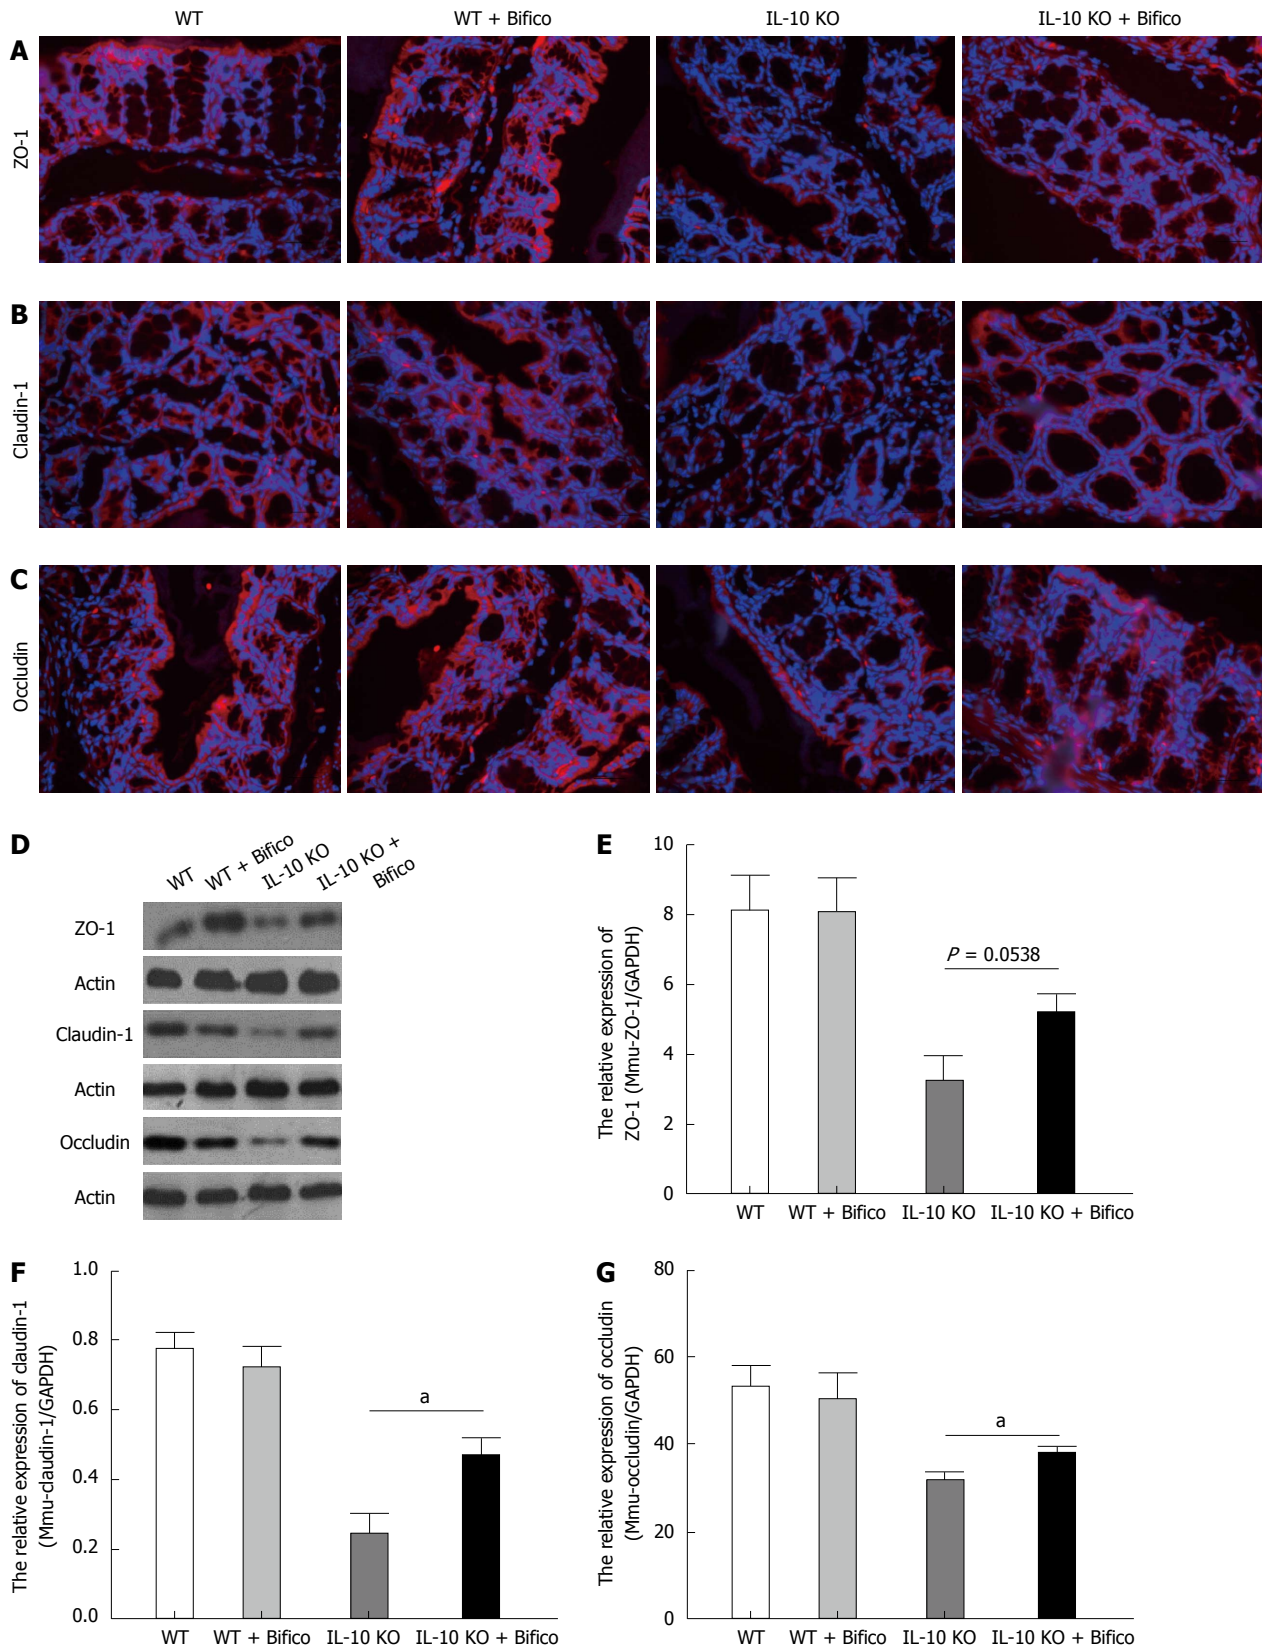 WT WT + Bifico IL-10 KO IL-10 KO + Bifico
A
ZO-1
B
Claudin-1
C
Occludin
D
WT WT + Bifico IL-10 KO IL-10 KO +
Bifico
ZO-1
Actin
Claudin-1
Actin
Occludin
Actin
E
The relative expression of
ZO-1 (Mmu-ZO-1/GAPDH)
10
8
6
4
2
0
P = 0.0538
WT WT + Bifico IL-10 KO IL-10 KO + Bifico
F
The relative expression of claudin-1
(Mmu-claudin-1/GAPDH)
1.0
0.8
0.6
0.4
0.2
0.0
a
WT WT + Bifico IL-10 KO IL-10 KO + Bifico
G
The relative expression of occludin
(Mmu-occludin/GAPDH)
80
60
40
20
0
a
WT WT + Bifico IL-10 KO IL-10 KO + Bifico